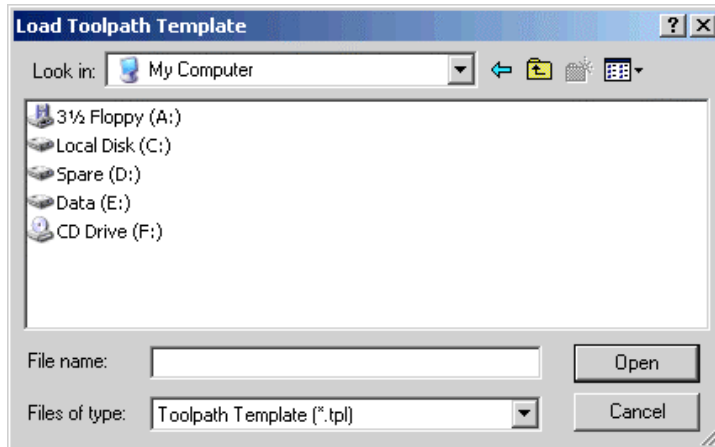 Load Toolpath Template
Look in: My Computer
3½ Floppy (A:)
Local Disk (C:)
Spare (D:)
Data (E:)
CD Drive (F:)
File name: Open
Files of type: Toolpath Template (*.tpl) Cancel